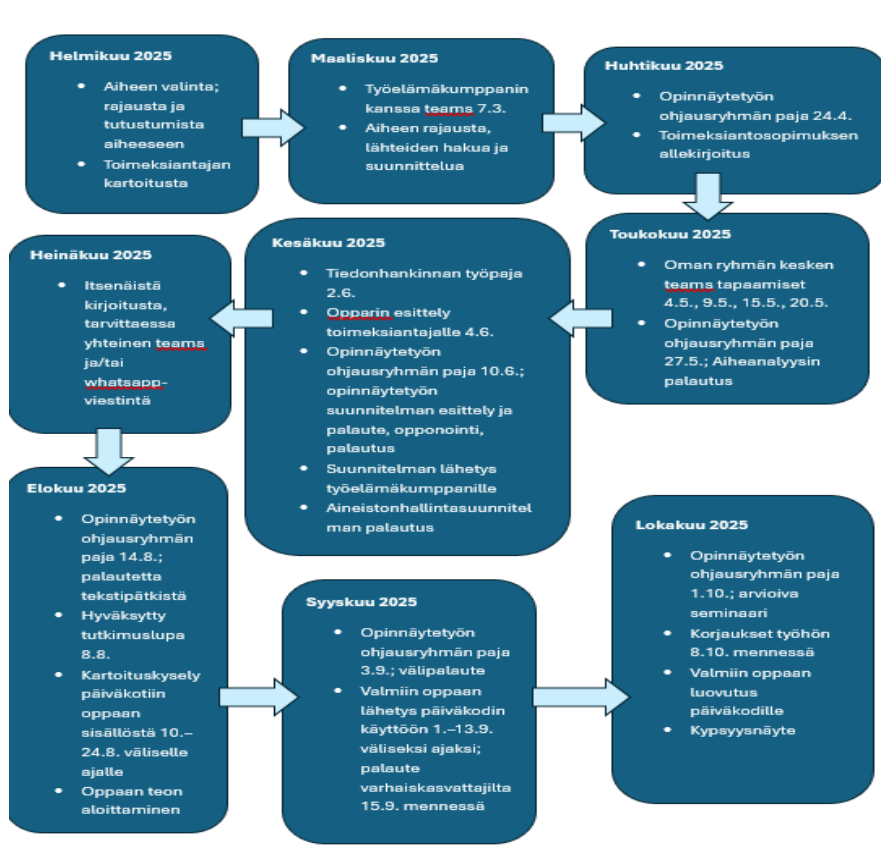 Helmikuu 2025
• Aiheen valinta;
rajausta ja
tutustumista
aiheeseen
• Toimeksiantajan
kartoitusta
Maaliskuu 2025
• Työelämäkumppanin
kanssa teams 7.3.
• Aiheen rajausta,
lähteiden hakua ja
suunnittelua
Huhtikuu 2025
• Opinnäytetyön
ohjausryhmän paja 24.4.
• Toimeksiantosopimuksen
allekirjoitus
Toukokuu 2025
• Oman ryhmän kesken
teams tapaamiset
4.5., 9.5., 15.5., 20.5.
• Opinnäytetyön
ohjausryhmän paja
27.5.; Aiheanalyysin
palautus
Kesäkuu 2025
• Tiedonhankinnan työpaja
2.6.
• Opparin esittely
toimeksiantajalle 4.6.
• Opinnäytetyön
ohjausryhmän paja 10.6.;
opinnäytetyön
suunnitelman esittely ja
palaute, opponointi,
palautus
• Suunnitelman lähetys
työelämäkumppanille
• Aineistonhallintasuunnitel
man palautus
Heinäkuu 2025
• Itsenäistä
kirjoitusta,
tarvittaessa
yhteinen teams
ja/tai
whatsapp-
viestintä
Elokuu 2025
• Opinnäytetyön
ohjausryhmän
paja 14.8.;
palautetta
tekstipätkistä
• Hyväksytty
tutkimuslupa
8.8.
• Kartoituskysely
päiväkotiin
oppaan
sisällöstä 10.–
24.8. väliselle
ajalle
• Oppaan teon
aloittaminen
Syyskuu 2025
• Opinnäytetyön
ohjausryhmän paja
3.9.; välipalaute
• Valmiin oppaan
lähetys päiväkodin
käyttöön 1.–13.9.
väliseksi ajaksi;
palaute
varhaiskasvattajilta
15.9. mennessä
Lokakuu 2025
• Opinnäytetyön
ohjausryhmän paja
1.10.; arvioiva
seminaari
• Korjaukset työhön
8.10. mennessä
• Valmiin oppaan
luovutus
päiväkodille
• Kypsyysnäyte